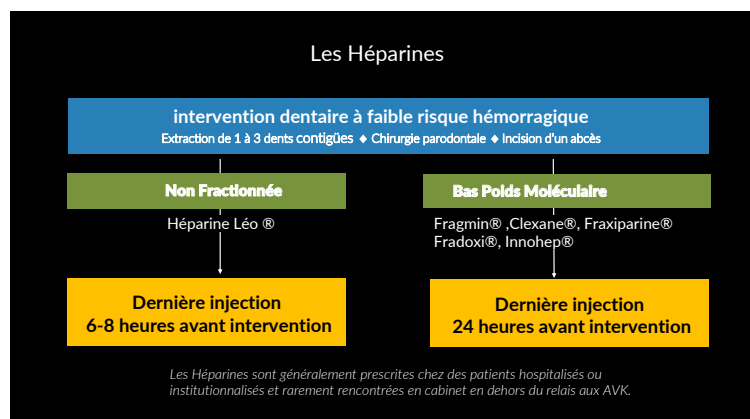 Les Héparines
intervention dentaire à faible risque hémorragique
Extraction de 1 à 3 dents contigües ◆ Chirurgie parodontale ◆ Incision d'un abcès
Non Fractionnée
Héparine Léo ®
Dernière injection
6-8 heures avant intervention
Bas Poids Moléculaire
Fragmin® ,Clexane®, Fraxiparine®
Fradoxi®, Innohep®
Dernière injection
24 heures avant intervention
Les Héparines sont généralement prescrites chez des patients hospitalisés ou
institutionnalisés et rarement rencontrées en cabinet en dehors du relais aux AVK.